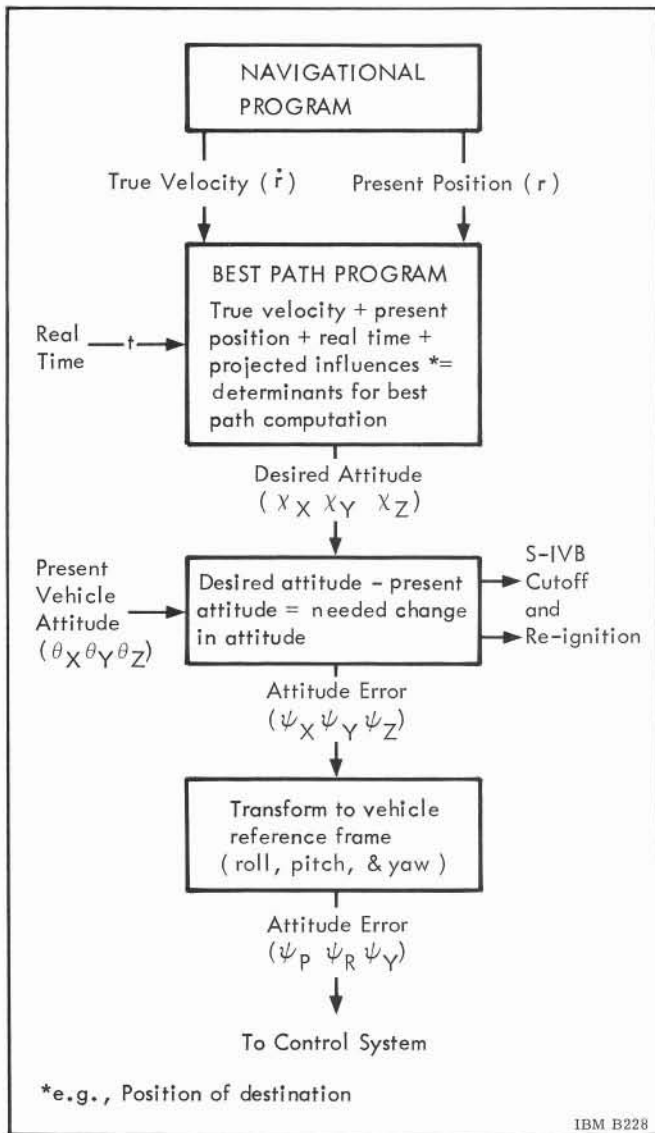 NAVIGATIONAL
PROGRAM
True Velocity (ṙ)
Present Position (r)
BEST PATH PROGRAM
True velocity + present
position + real time +
projected influences *=
determinants for best
path computation
Real
Time
t
Desired Attitude
(χX χY χZ)
Present
Vehicle
Attitude
(θX θY θZ)
Desired attitude – present
attitude = needed change
in attitude
S-IVB
Cutoff
and
Re-ignition
Attitude Error
(ψX ψY ψZ)
Transform to vehicle
reference frame
(roll, pitch, & yaw)
Attitude Error
(ψP ψR ψY)
To Control System
*e.g., Position of destination
IBM B228